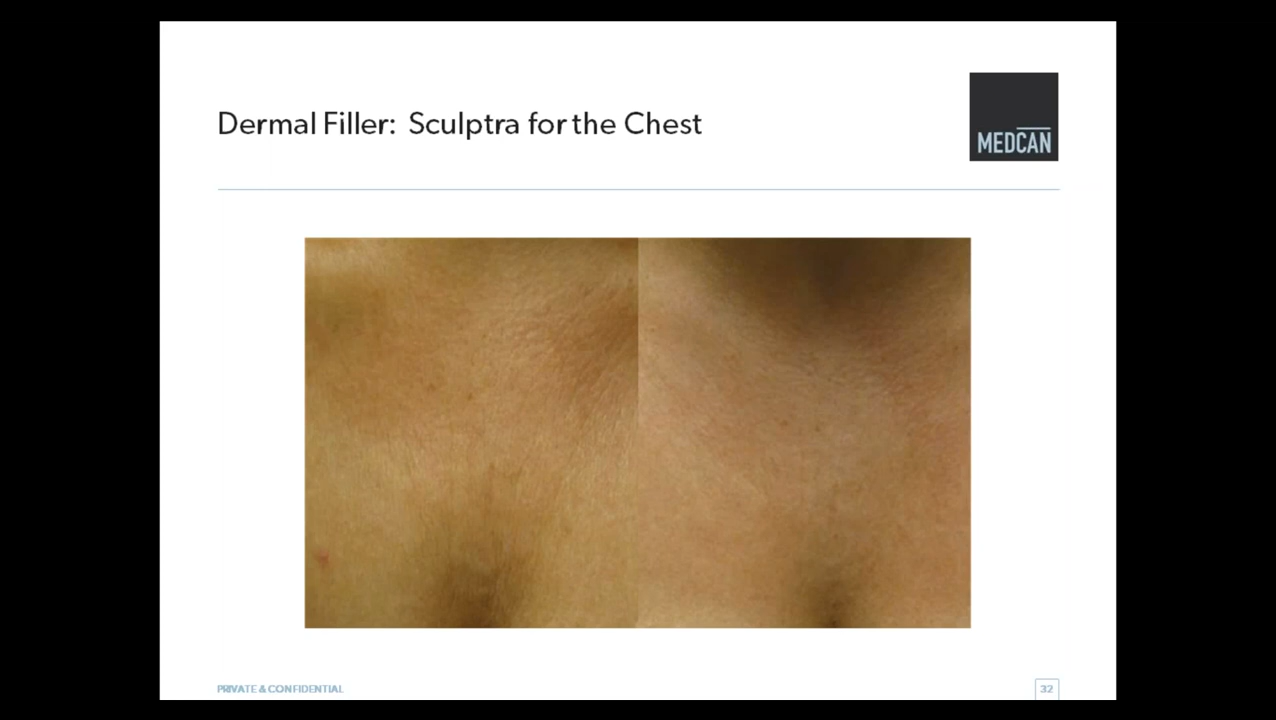 Dermal Filler: Sculptra for the Chest
MEDCAN
PRIVATE & CONFIDENTIAL
32